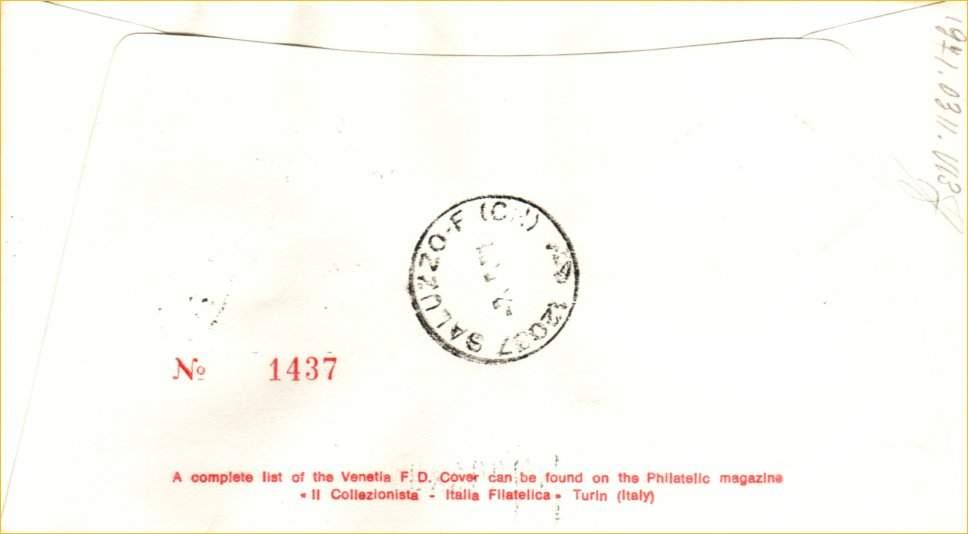 SALUZZO-F (CN)
12037
№ 1437
A complete list of the Venetia F. D. Cover can be found on the Philatelic magazine
« Il Collezionista - Italia Filatelica » Turin (Italy)